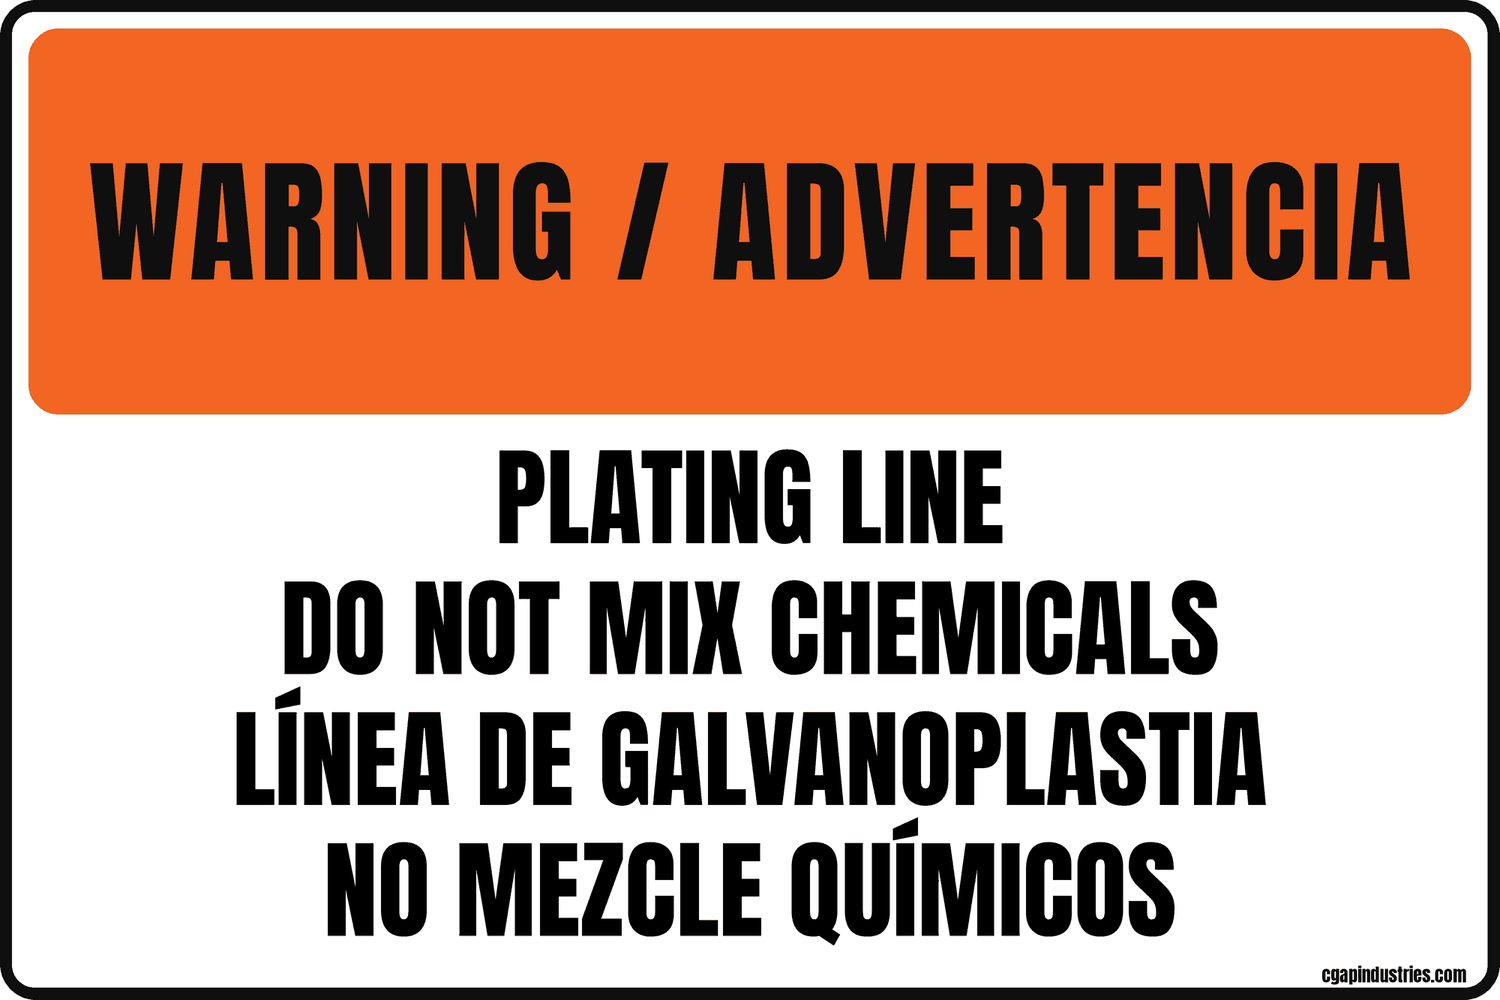 WARNING / ADVERTENCIA
PLATING LINE
DO NOT MIX CHEMICALS
LÍNEA DE GALVANOPLASTIA
NO MEZCLE QUÍMICOS
cgapindustries.com